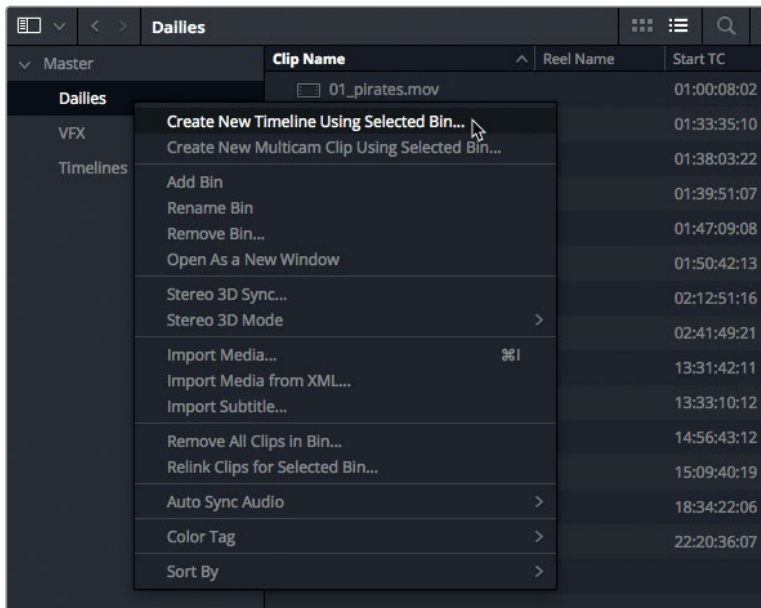 Dailies
Master
Dailies
VFX
Timelines
Clip Name Reel Name Start TC
01_pirates.mov 01:00:08:02
01:33:35:10
01:38:03:22
01:39:51:07
01:47:09:08
01:50:42:13
02:12:51:16
02:41:49:21
13:31:42:11
13:33:10:12
14:56:43:12
15:09:40:19
18:34:22:06
22:20:36:07
Create New Timeline Using Selected Bin...
Create New Multicam Clip Using Selected Bin...
Add Bin
Rename Bin
Remove Bin...
Open As a New Window
Stereo 3D Sync...
Stereo 3D Mode
Import Media... ⌘I
Import Media from XML...
Import Subtitle...
Remove All Clips in Bin...
Relink Clips for Selected Bin...
Auto Sync Audio
Color Tag
Sort By